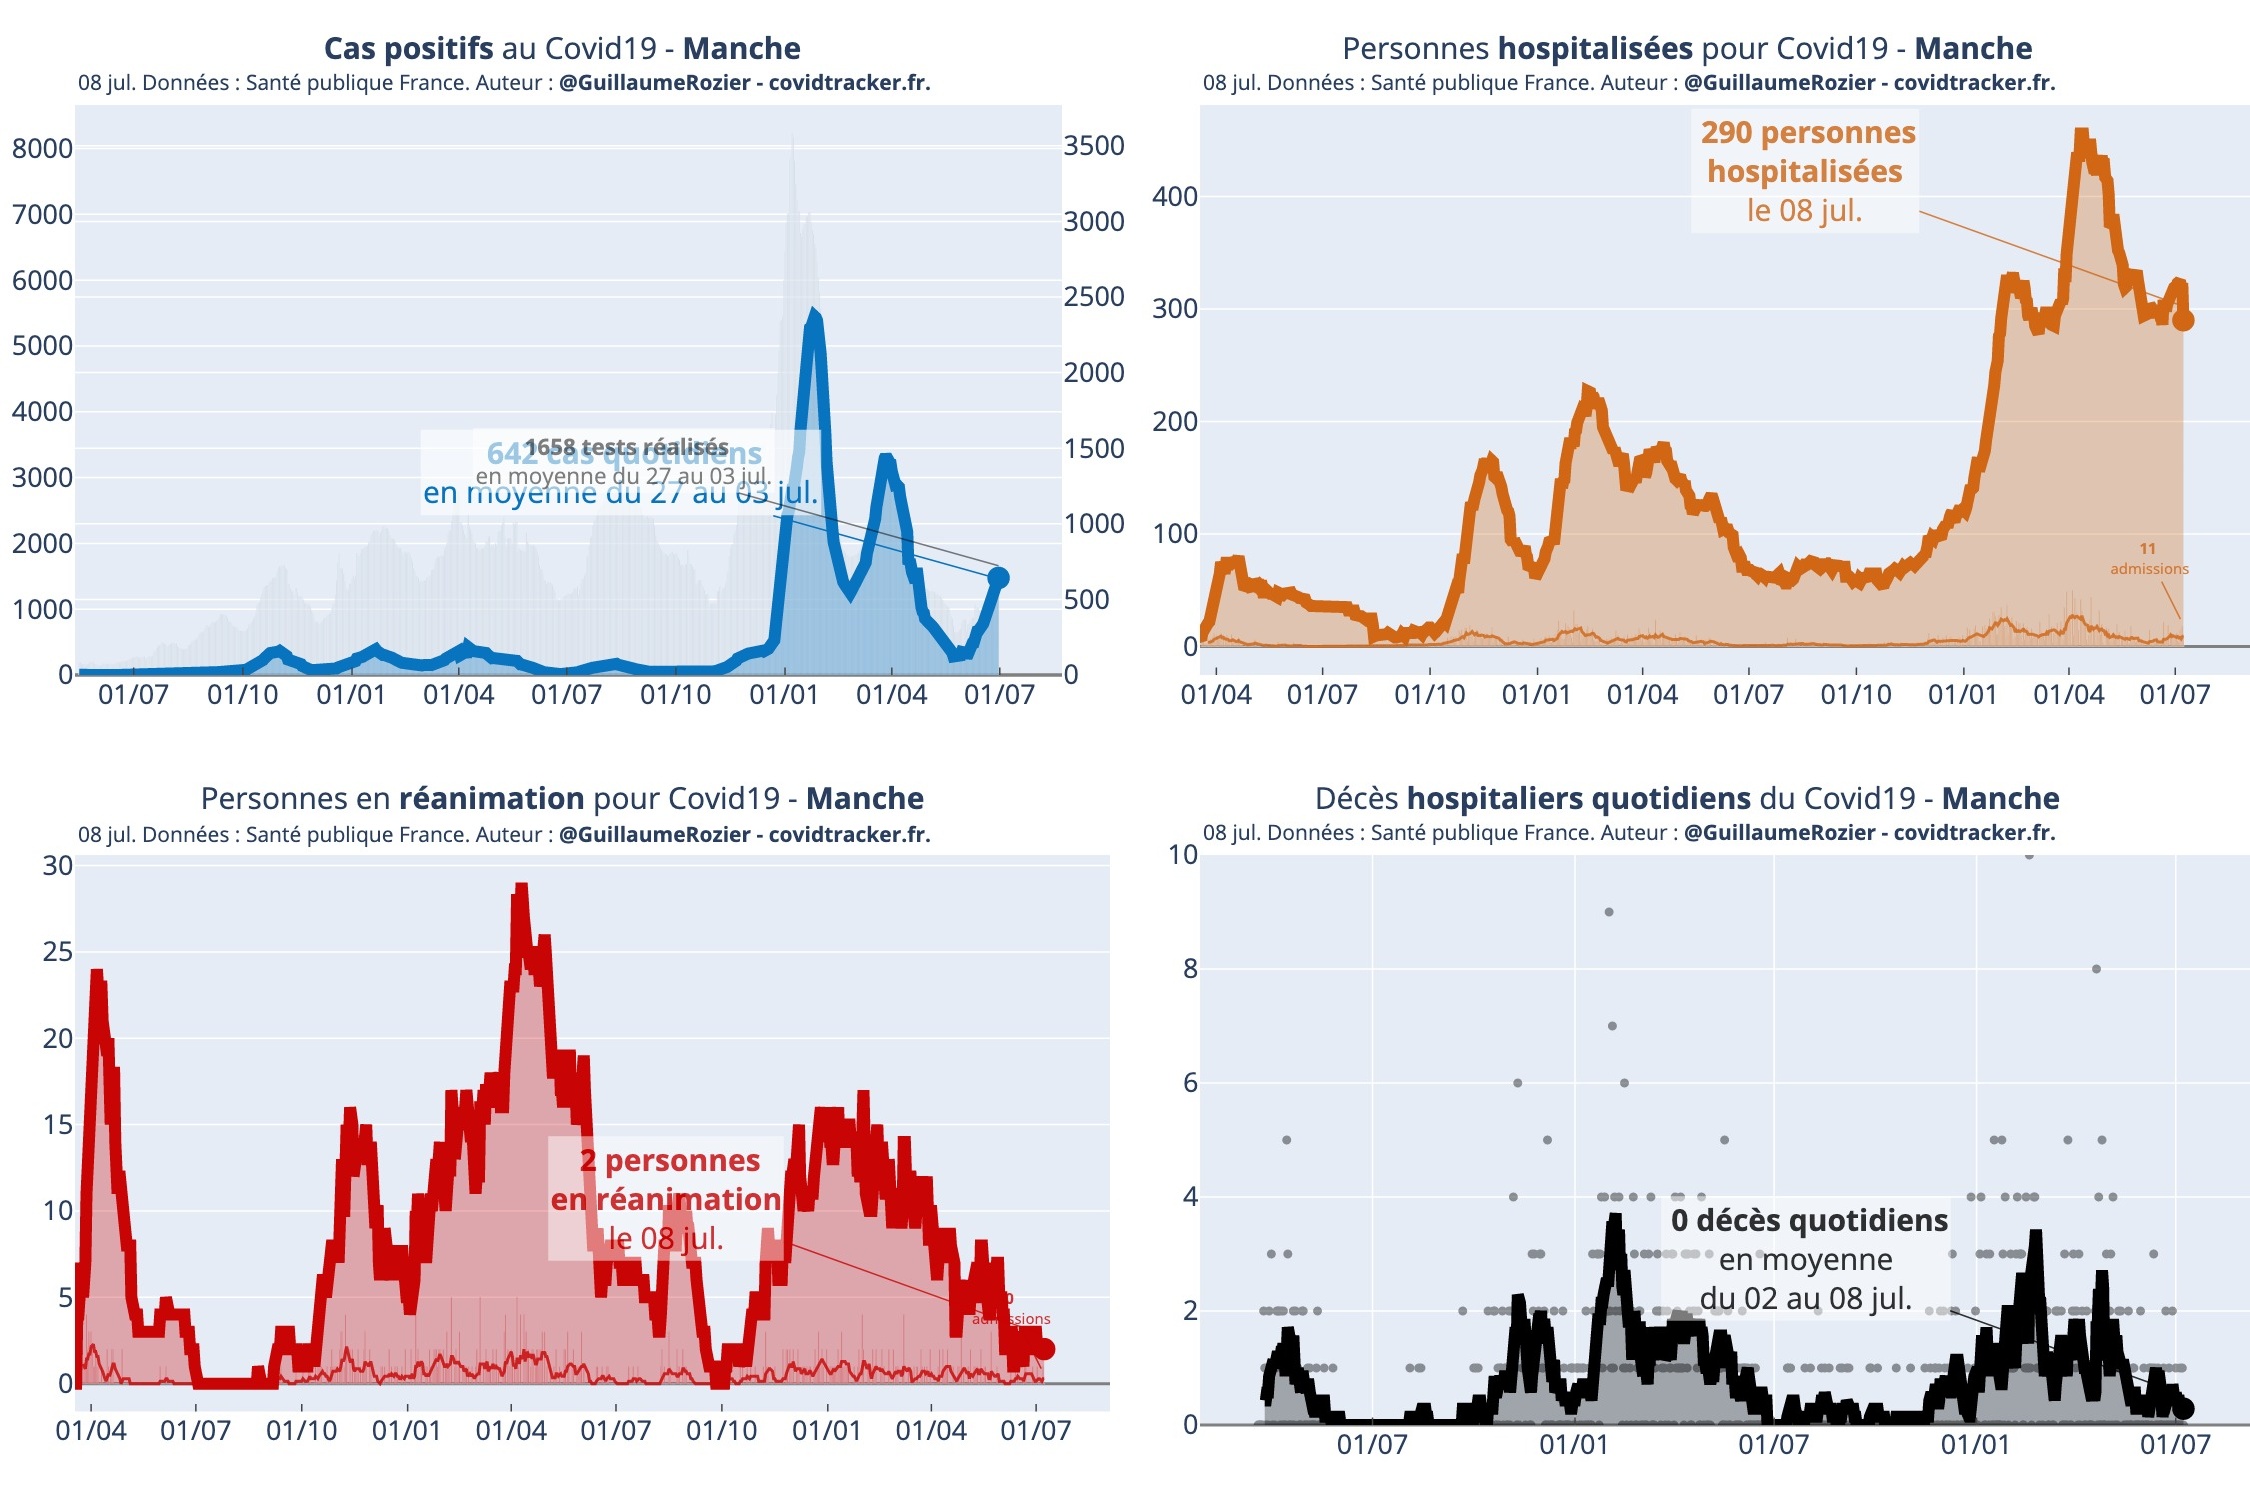 Cas positifs au Covid19 - Manche
08 jul. Données : Santé publique France. Auteur : @GuillaumeRozier - covidtracker.fr.
8000
7000
6000
5000
4000
3000
2000
1000
0
3500
3000
2500
2000
1500
1000
500
0
1658 tests réalisés
en moyenne du 27 au 03 jul.
642 cas quotidiens
en moyenne du 27 au 03 jul.
01/07 01/10 01/01 01/04 01/07 01/10 01/01 01/04 01/07
Personnes hospitalisées pour Covid19 - Manche
08 jul. Données : Santé publique France. Auteur : @GuillaumeRozier - covidtracker.fr.
290 personnes
hospitalisées
le 08 jul.
400
300
200
100
0
11
admissions
01/04 01/07 01/10 01/01 01/04 01/07 01/10 01/01 01/04 01/07
Personnes en réanimation pour Covid19 - Manche
08 jul. Données : Santé publique France. Auteur : @GuillaumeRozier - covidtracker.fr.
30
25
20
15
10
5
0
2 personnes
en réanimation
le 08 jul.
0
admissions
01/04 01/07 01/10 01/01 01/04 01/07 01/10 01/01 01/04 01/07
Décès hospitaliers quotidiens du Covid19 - Manche
08 jul. Données : Santé publique France. Auteur : @GuillaumeRozier - covidtracker.fr.
10
8
6
4
2
0
0 décès quotidiens
en moyenne
du 02 au 08 jul.
01/07 01/01 01/07 01/01 01/07